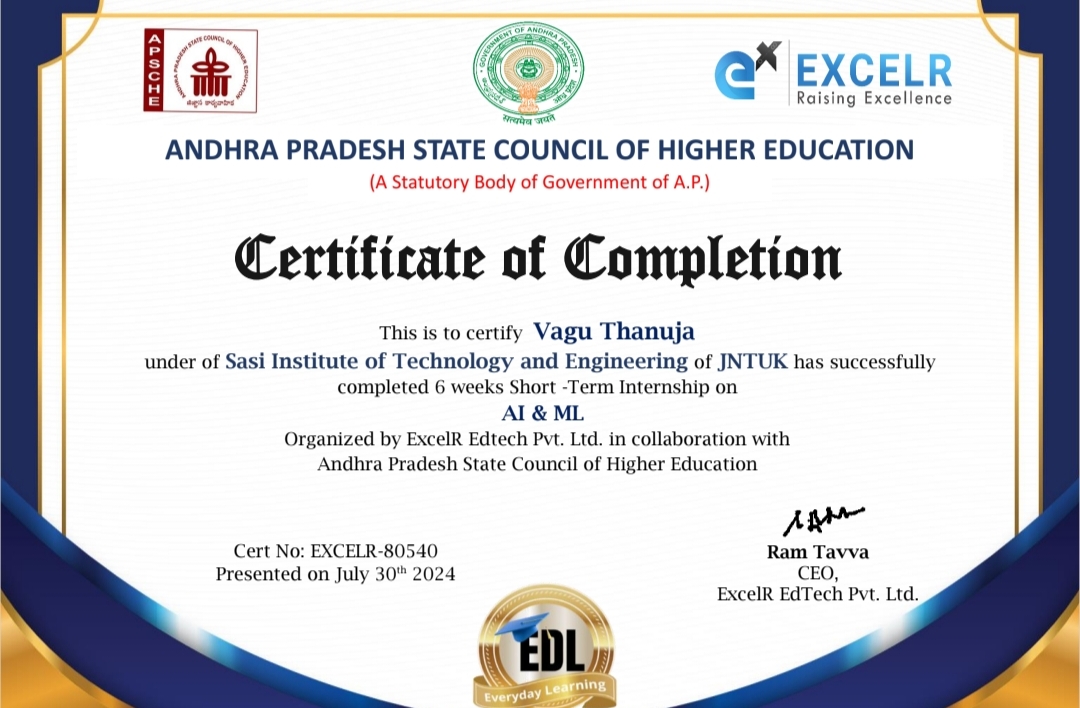 APSCHE
ANDHRA PRADESH STATE COUNCIL OF HIGHER EDUCATION
GOVERNMENT OF ANDHRA PRADESH
सत्यमेव जयते
EXCELR
Raising Excellence
ANDHRA PRADESH STATE COUNCIL OF HIGHER EDUCATION
(A Statutory Body of Government of A.P.)
Certificate of Completion
This is to certify Vagu Thanuja
under of Sasi Institute of Technology and Engineering of JNTUK has successfully
completed 6 weeks Short -Term Internship on
AI & ML
Organized by ExcelR Edtech Pvt. Ltd. in collaboration with
Andhra Pradesh State Council of Higher Education
Cert No: EXCELR-80540
Presented on July 30th 2024
Ram Tavva
CEO,
ExcelR EdTech Pvt. Ltd.
EDL
Everyday Learning